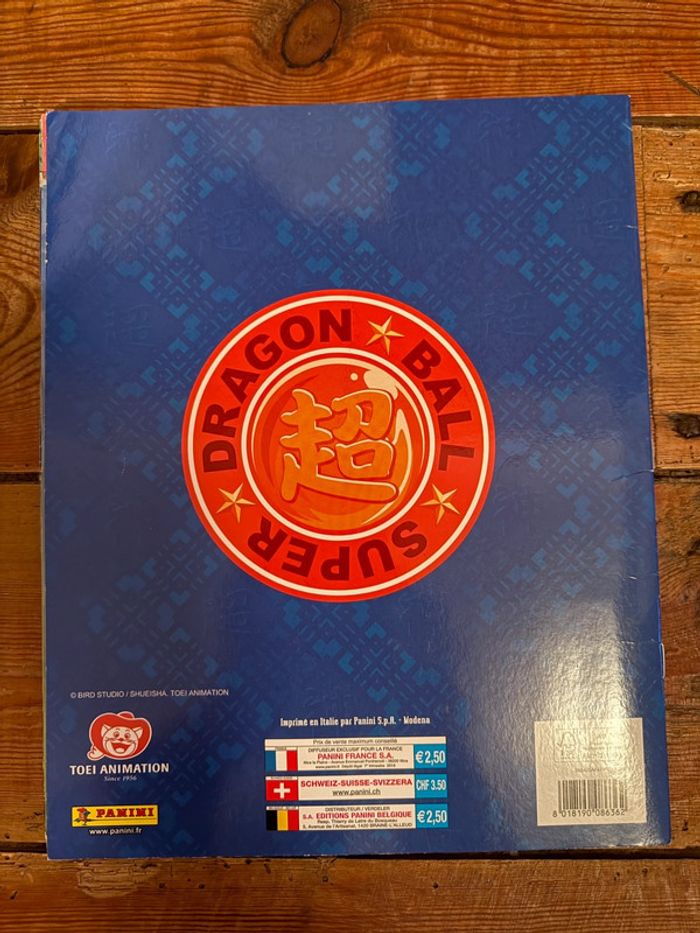 DRAGON BALL
超
SUPER
© BIRD STUDIO / SHUEISHA. TOEI ANIMATION
TOEI ANIMATION
Since 1956
PANINI
www.panini.fr
Imprimé en Italie par Panini S.p.A. - Modena
Prix de vente maximum conseillé
DIFFUSEUR EXCLUSIF POUR LA FRANCE
PANINI FRANCE S.A.
€ 2,50
SCHWEIZ-SUISSE-SVIZZERA
www.panini.ch
CHF 3.50
DISTRIBUTEUR / VERDELER
S.A. EDITIONS PANINI BELGIQUE
€ 2,50
8 018190 086362